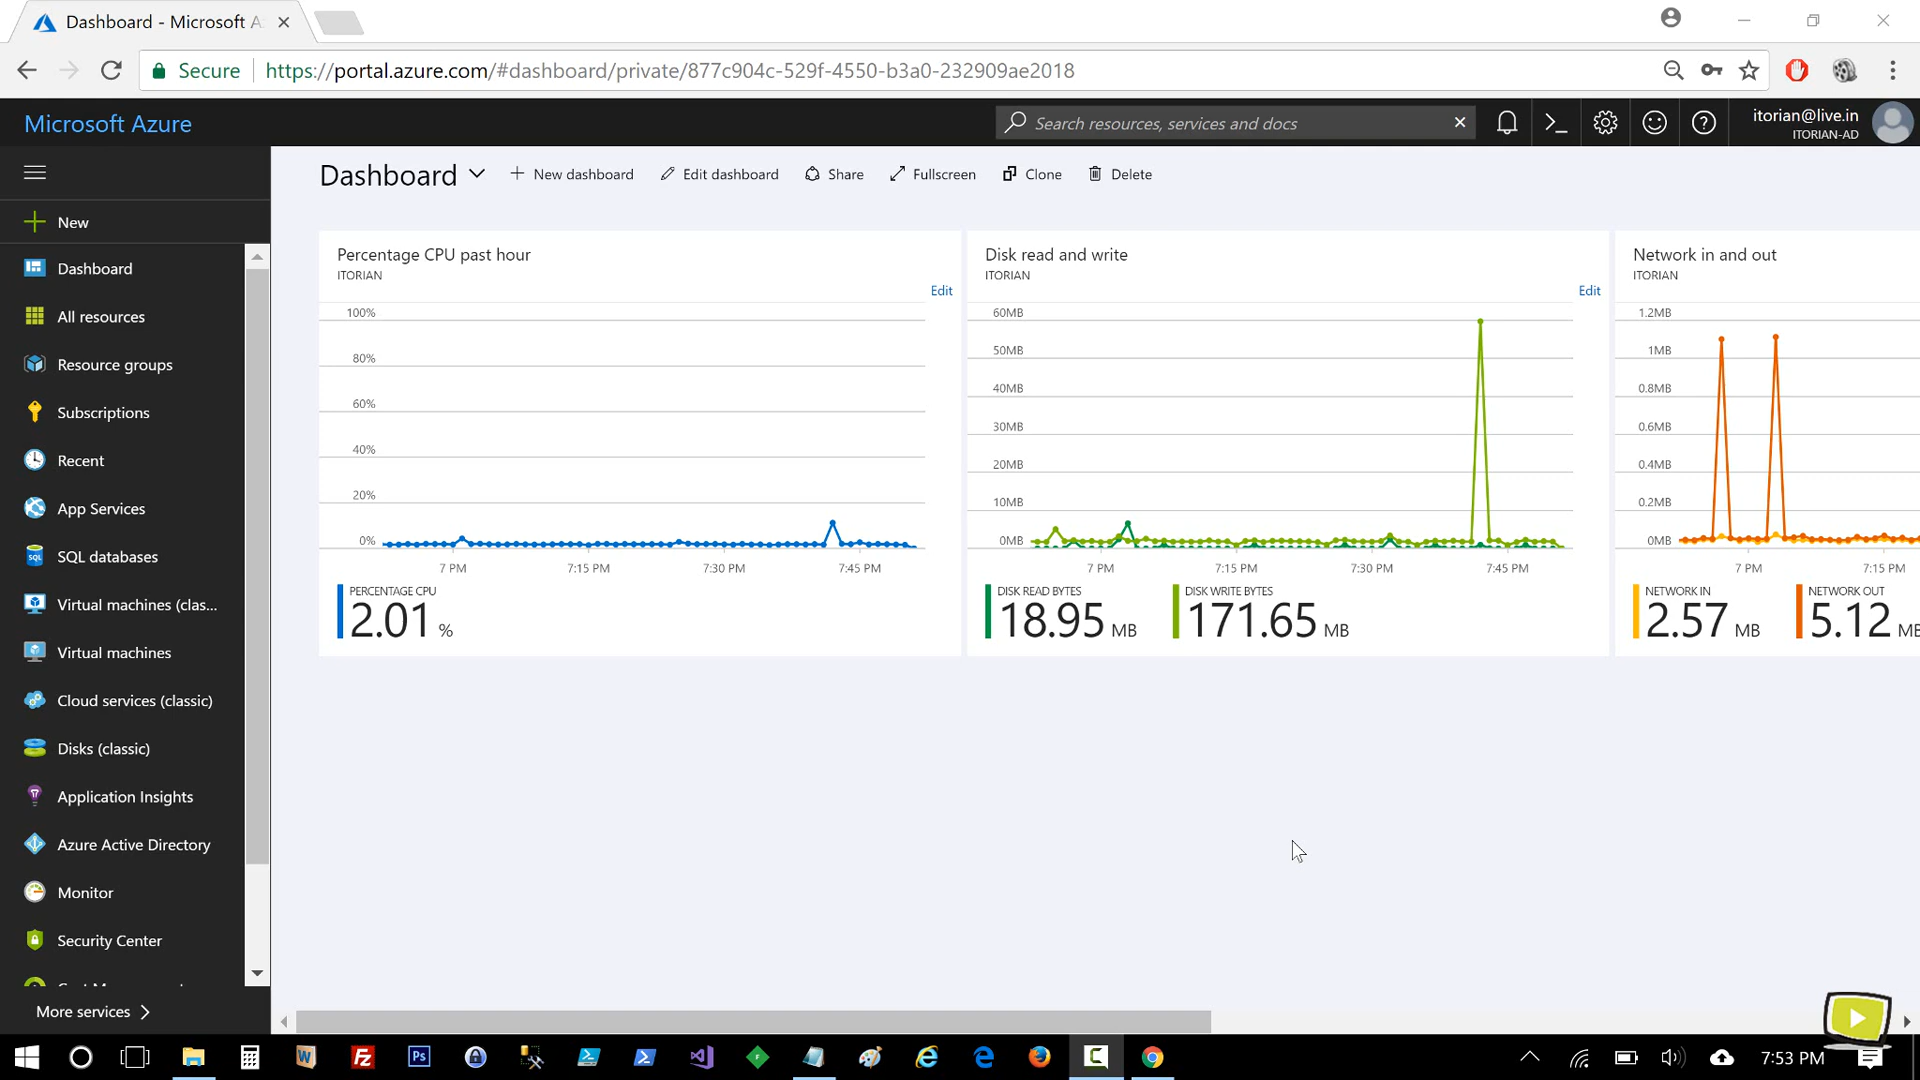 Dashboard - Microsoft A
Secure
https://portal.azure.com/#dashboard/private/877c904c-529f-4550-b3a0-232909ae2018
Microsoft Azure
Search resources, services and docs
itorian@live.in
ITORIAN-AD
Dashboard
New dashboard
Edit dashboard
Share
Fullscreen
Clone
Delete
New
Dashboard
All resources
Resource groups
Subscriptions
Recent
App Services
SQL databases
Virtual machines (clas...
Virtual machines
Cloud services (classic)
Disks (classic)
Application Insights
Azure Active Directory
Monitor
Security Center
More services
Percentage CPU past hour
ITORIAN
Edit
100%
80%
60%
40%
20%
0%
7 PM 7:15 PM 7:30 PM 7:45 PM
PERCENTAGE CPU
2.01 %
Disk read and write
ITORIAN
Edit
60MB
50MB
40MB
30MB
20MB
10MB
0MB
7 PM 7:15 PM 7:30 PM 7:45 PM
DISK READ BYTES
18.95 MB
DISK WRITE BYTES
171.65 MB
Network in and out
ITORIAN
1.2MB
1MB
0.8MB
0.6MB
0.4MB
0.2MB
0MB
7 PM 7:15 PM
NETWORK IN
2.57 MB
NETWORK OUT
5.12 MB
7:53 PM